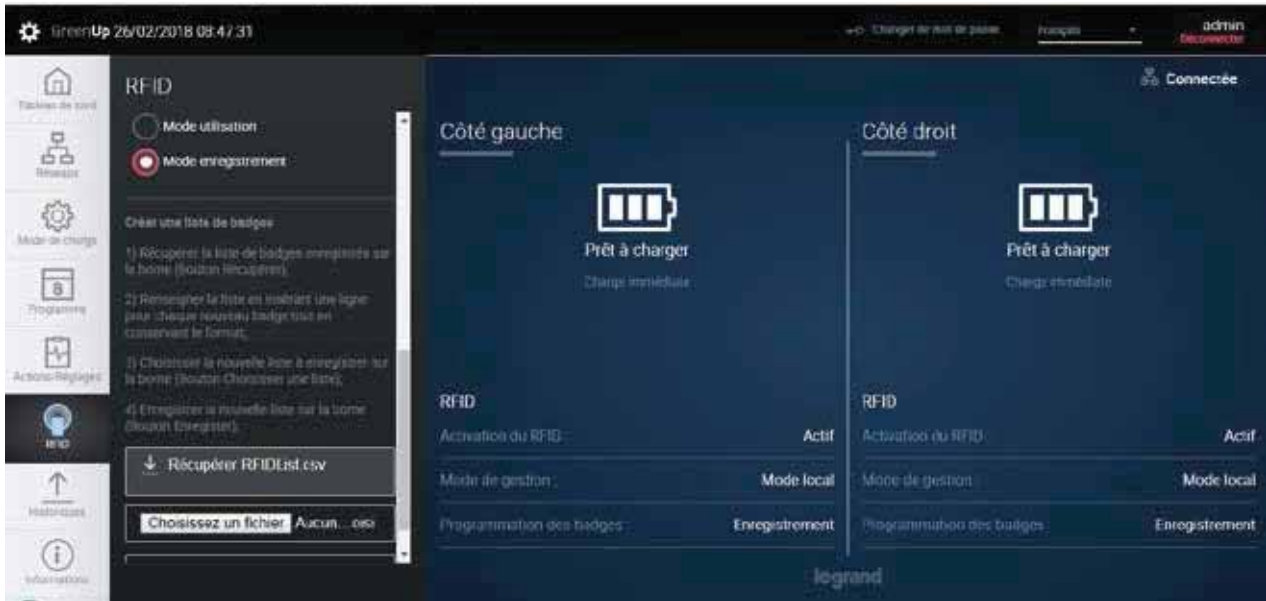 GreenUp 26/02/2018 08:47:31
Changer de mot de passe
Français
admin
Déconnecter
Tableau de bord
Réseaux
Mode de charge
8
Programme
Actions/Réglages
RFID
Historiques
Informations
RFID
Mode utilisation
Mode enregistrement
Créer une liste de badges
1) Récupérer la liste de badges enregistrés sur
la borne (Bouton Récupérer);
2) Renseigner la liste en mettant une ligne
pour chaque nouveau badge tout en
conservant le format;
3) Choisisser la nouvelle liste à enregistrer sur
la borne (Bouton Choisisser une liste);
4) Enregistrer la nouvelle liste sur la borne
(Bouton Enregistrer);
Récupérer RFIDList.csv
Choisissez un fichier Aucun...
Connectée
Côté gauche
Prêt à charger
Charge immédiate
RFID
Activation du RFID : Actif
Mode de gestion : Mode local
Programmation des badges : Enregistrement
Côté droit
Prêt à charger
Charge immédiate
RFID
Activation du RFID : Actif
Mode de gestion : Mode local
Programmation des badges : Enregistrement
legrand